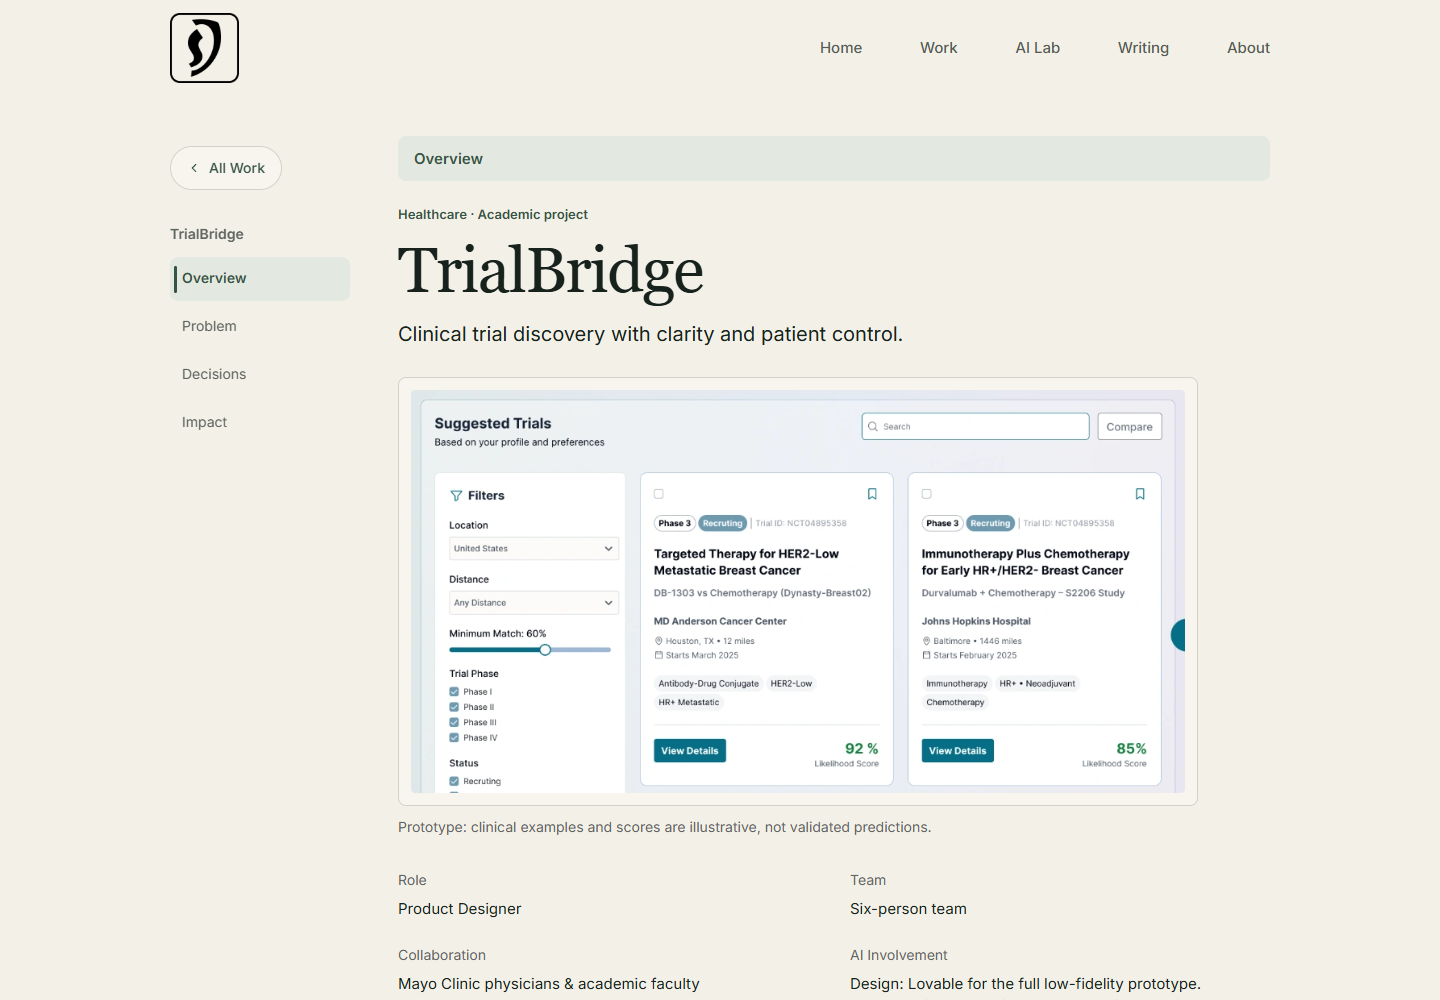 Home
Work
AI Lab
Writing
About
All Work
TrialBridge
Overview
Problem
Decisions
Impact
Overview
Healthcare · Academic project
TrialBridge
Clinical trial discovery with clarity and patient control.
Suggested Trials
Based on your profile and preferences
Search
Compare
Filters
Location
United States
Distance
Any Distance
Minimum Match: 60%
Trial Phase
Phase I
Phase II
Phase III
Phase IV
Status
Recruting
Phase 3
Recruting
Trial ID: NCT04895358
Targeted Therapy for HER2-Low
Metastatic Breast Cancer
DB-1303 vs Chemotherapy (Dynasty-Breast02)
MD Anderson Cancer Center
Houston, TX • 12 miles
Starts March 2025
Antibody-Drug Conjugate
HER2-Low
HR+ Metastatic
View Details
92 %
Likelihood Score
Phase 3
Recruting
Trial ID: NCT04895358
Immunotherapy Plus Chemotherapy
for Early HR+/HER2- Breast Cancer
Durvalumab + Chemotherapy – S2206 Study
Johns Hopkins Hospital
Baltimore • 1446 miles
Starts February 2025
Immunotherapy
HR+ • Neoadjuvant
Chemotherapy
View Details
85%
Likelihood Score
Prototype: clinical examples and scores are illustrative, not validated predictions.
Role
Product Designer
Team
Six-person team
Collaboration
Mayo Clinic physicians & academic faculty
AI Involvement
Design: Lovable for the full low-fidelity prototype.